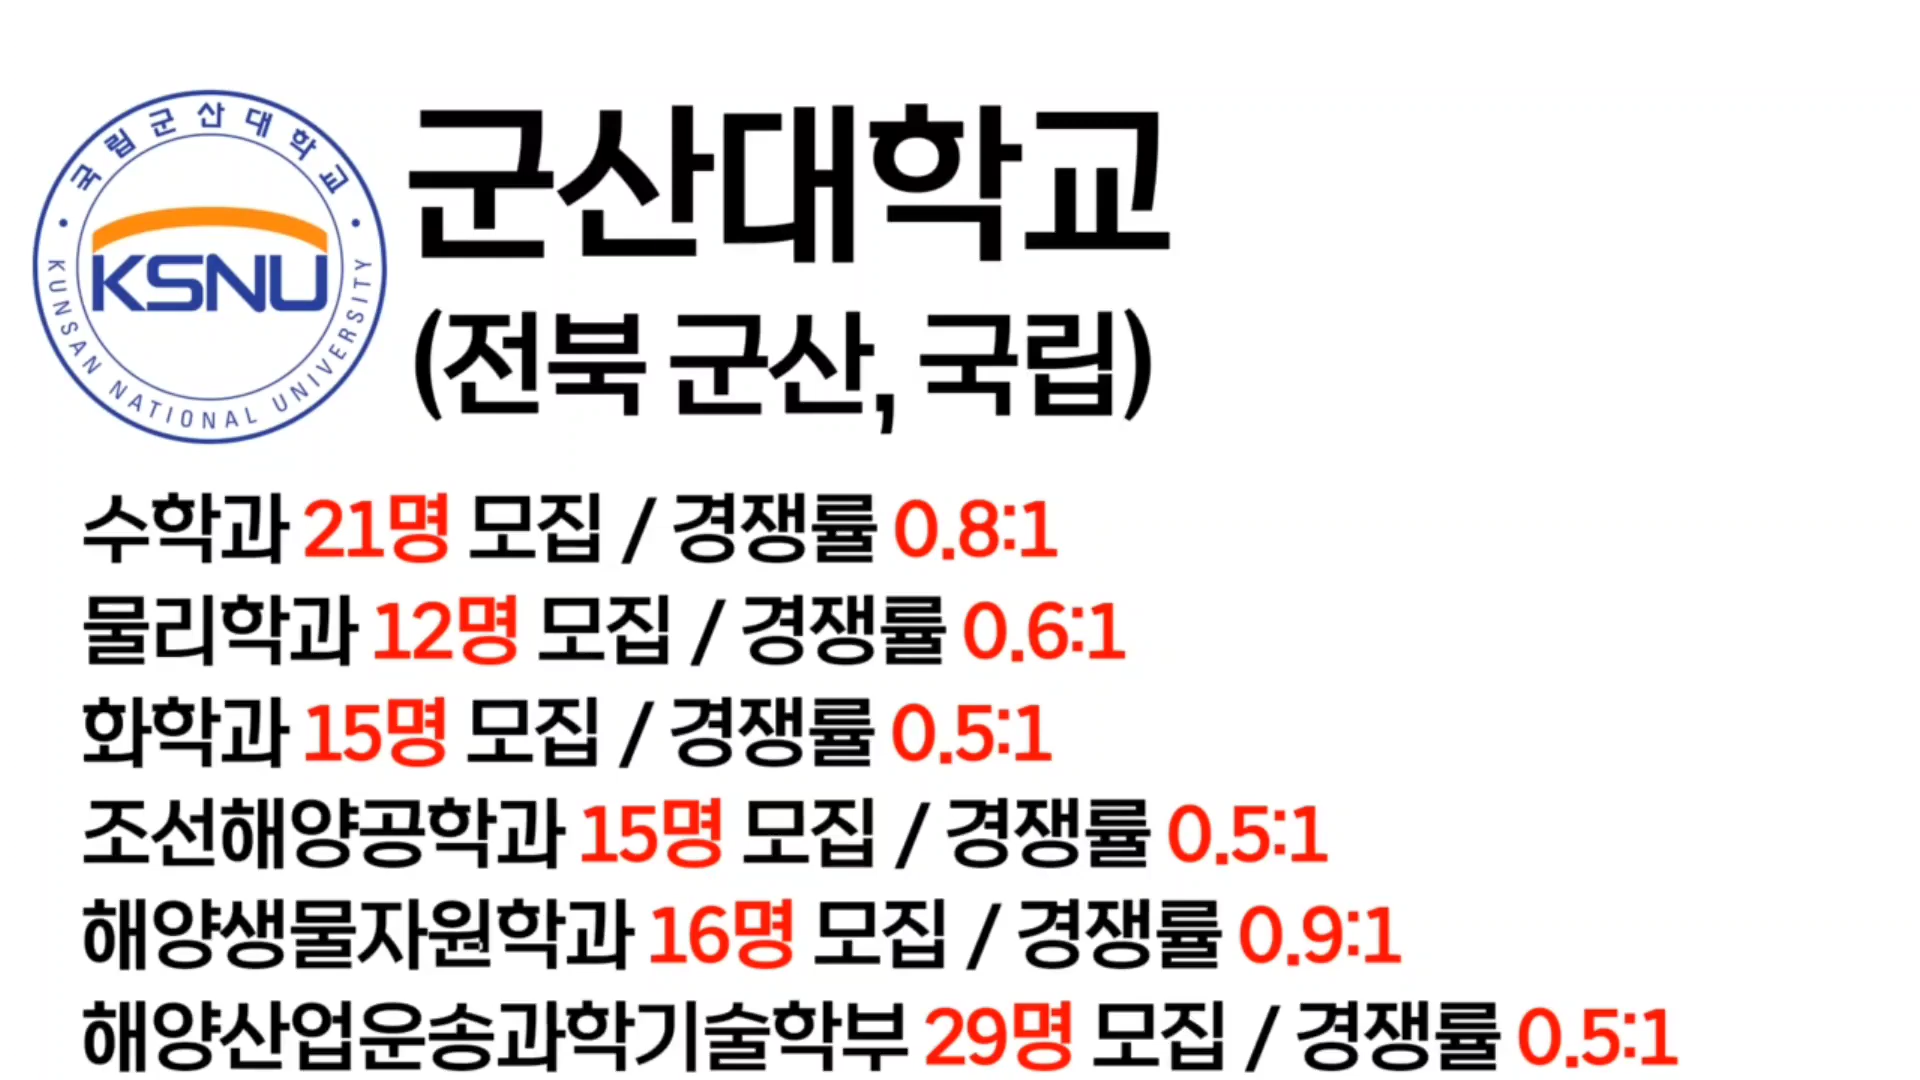 국립군산대학교
KSNU
KUNSAN NATIONAL UNIVERSITY
군산대학교
(전북 군산, 국립)
수학과 21명 모집 / 경쟁률 0.8:1
물리학과 12명 모집 / 경쟁률 0.6:1
화학과 15명 모집 / 경쟁률 0.5:1
조선해양공학과 15명 모집 / 경쟁률 0.5:1
해양생물자원학과 16명 모집 / 경쟁률 0.9:1
해양산업운송과학기술학부 29명 모집 / 경쟁률 0.5:1